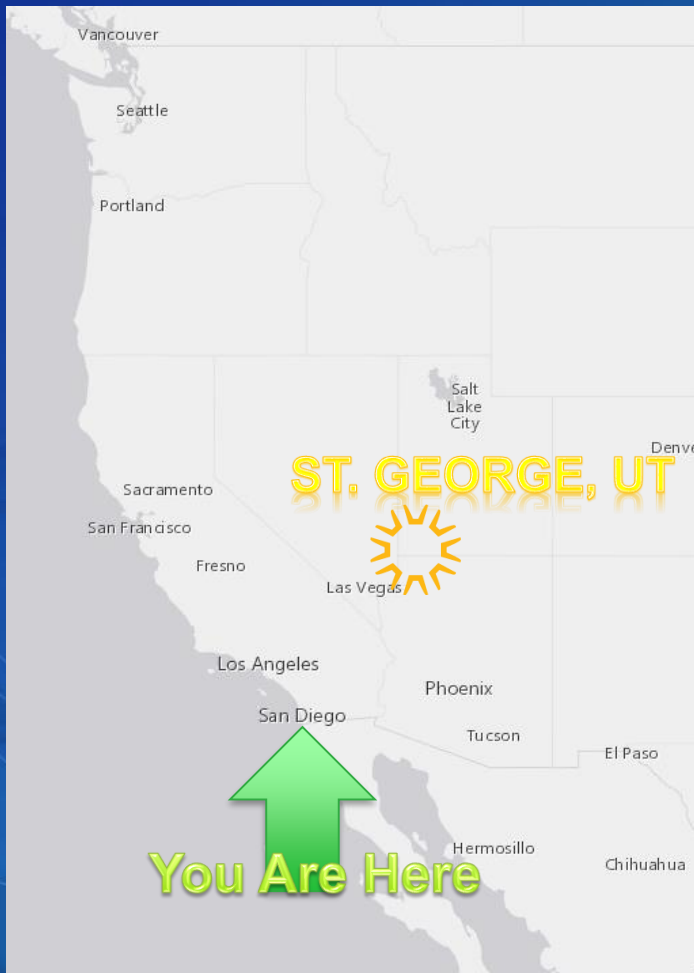 Vancouver
Seattle
Portland
Salt
Lake
City
Denve
ST. GEORGE, UT
Sacramento
San Francisco
Fresno
Las Vegas
Los Angeles
Phoenix
San Diego
Tucson
El Paso
Hermosillo
You Are Here
Chihuahua